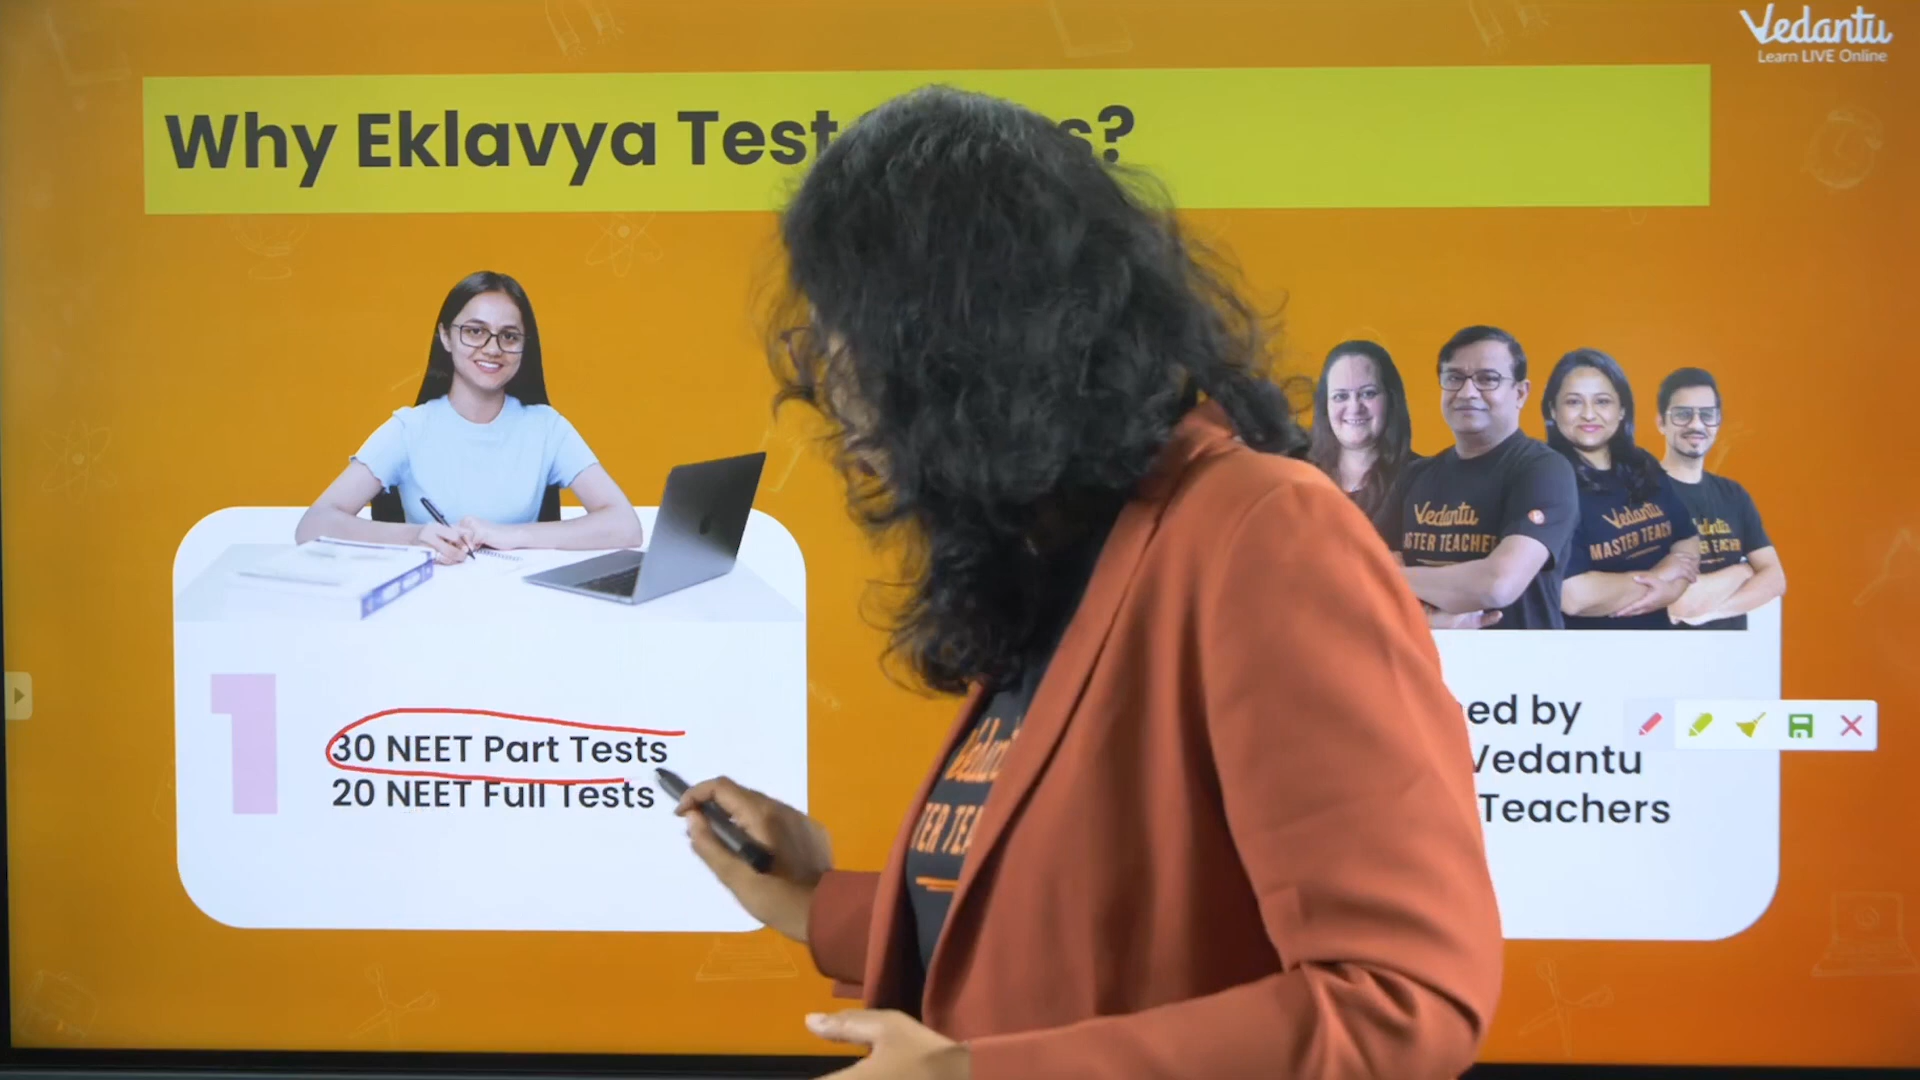 Vedantu
Learn LIVE Online
Why Eklavya Test
s?
Vedantu
MASTER TEACH
30 NEET Part Tests
20 NEET Full Tests
ed by
Vedantu
Teachers